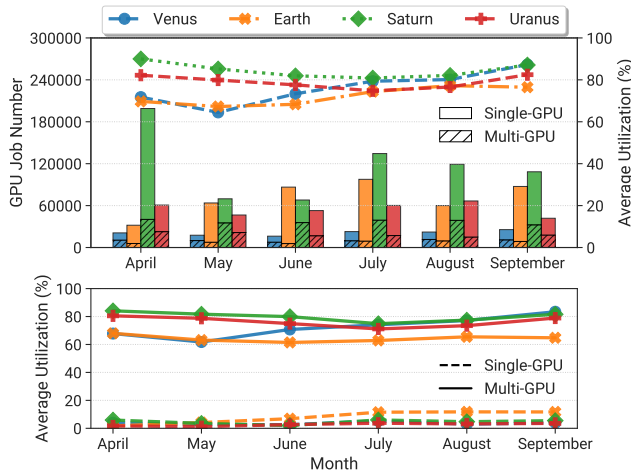 Venus Earth Saturn Uranus
GPU Job Number
300000
240000
180000
120000
60000
0
100
80
60
40
20
0
Average Utilization (%)
Single-GPU
Multi-GPU
April May June July August September
Average Utilization (%)
100
80
60
40
20
0
Single-GPU
Multi-GPU
April May June July August September
Month